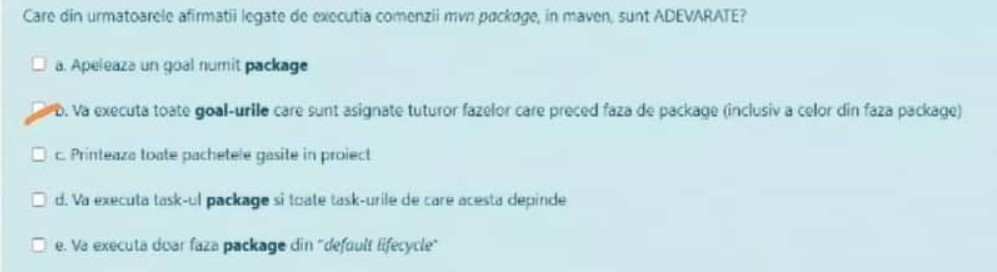 Care din urmatoarele afirmatii legate de executia comenzii mvn package, in maven, sunt ADEVARATE?
a. Apeleaza un goal numit package
b. Va executa toate goal-urile care sunt asignate tuturor fazelor care preced faza de package (inclusiv a celor din faza package)
c. Printeaza toate pachetele gasite in proiect
d. Va executa task-ul package si toate task-urile de care acesta depinde
e. Va executa doar faza package din "default lifecycle"